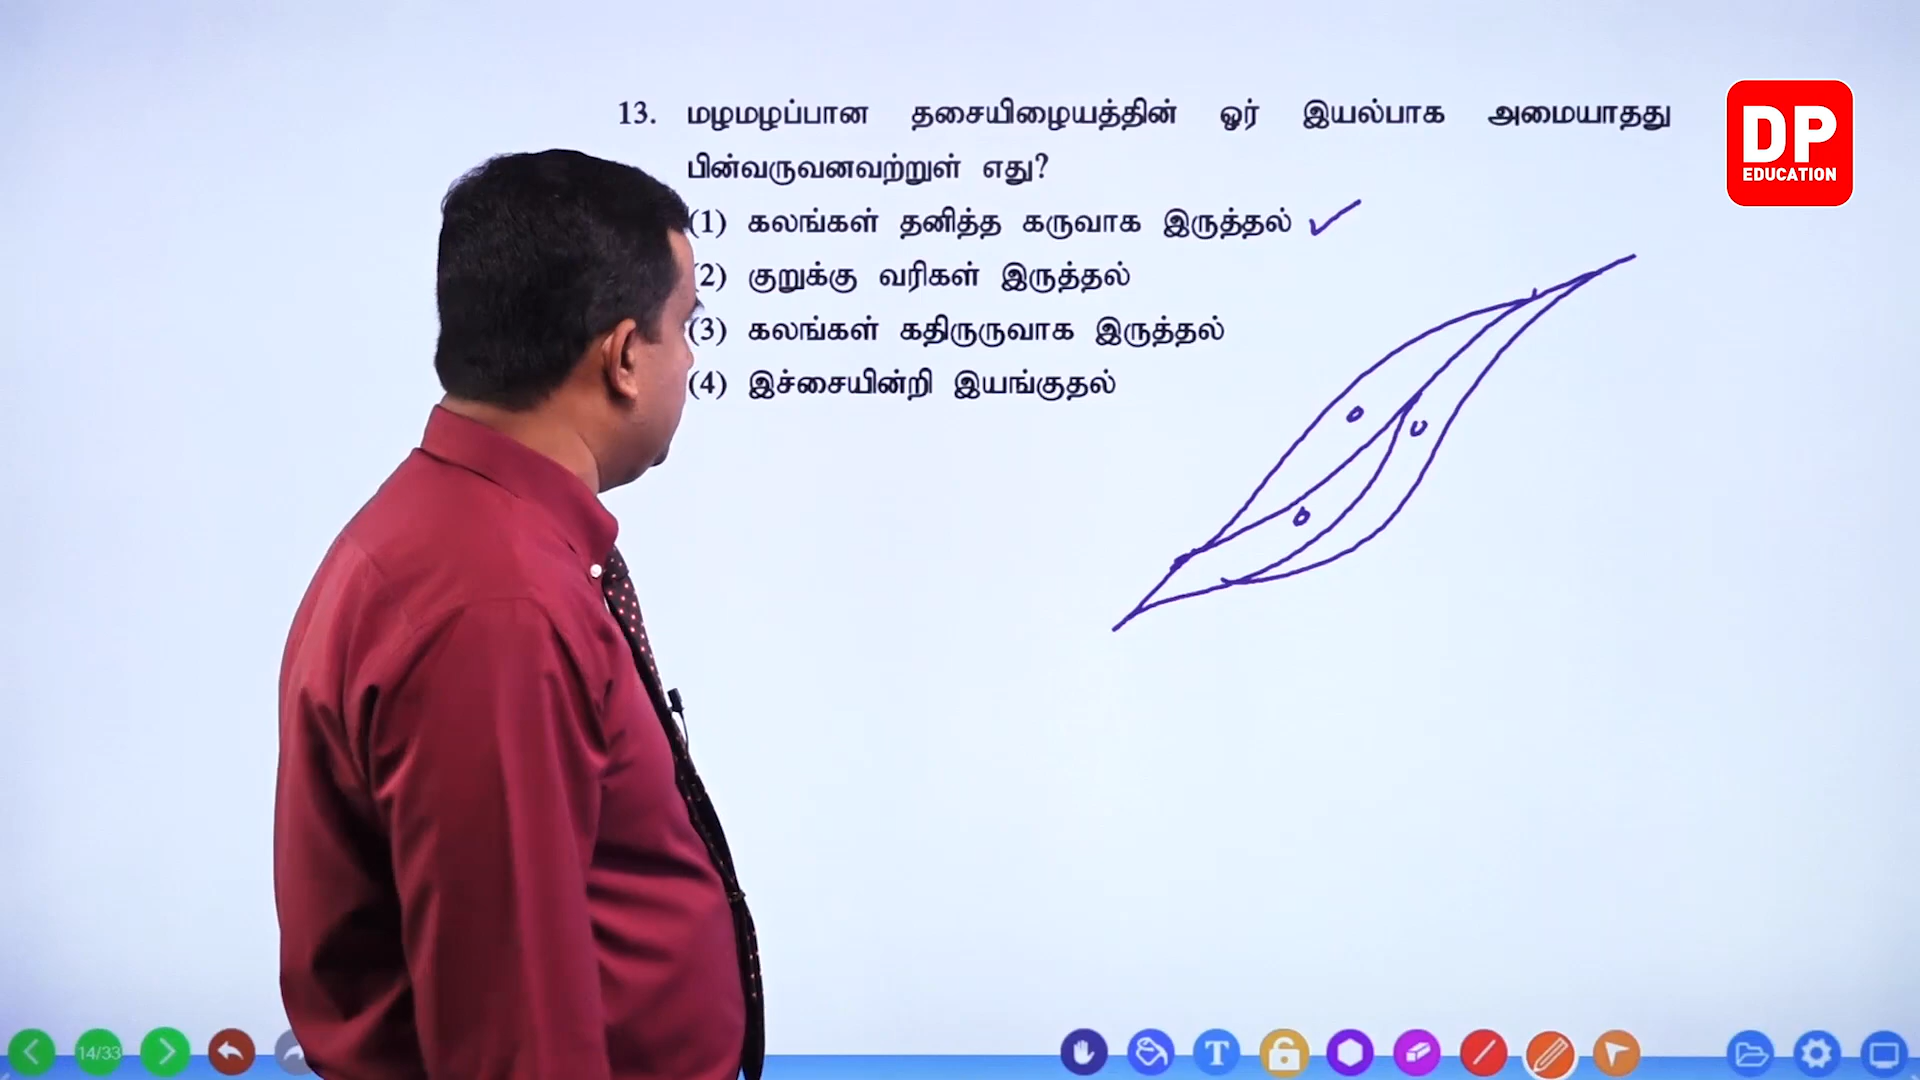 13. மழமழப்பான தசையிழையத்தின் ஓர் இயல்பாக அமையாதது
பின்வருவனவற்றுள் எது?
(1) கலங்கள் தனித்த கருவாக இருத்தல்
(2) குறுக்கு வரிகள் இருத்தல்
(3) கலங்கள் கதிருருவாக இருத்தல்
(4) இச்சையின்றி இயங்குதல்
DP
EDUCATION
14/33
T